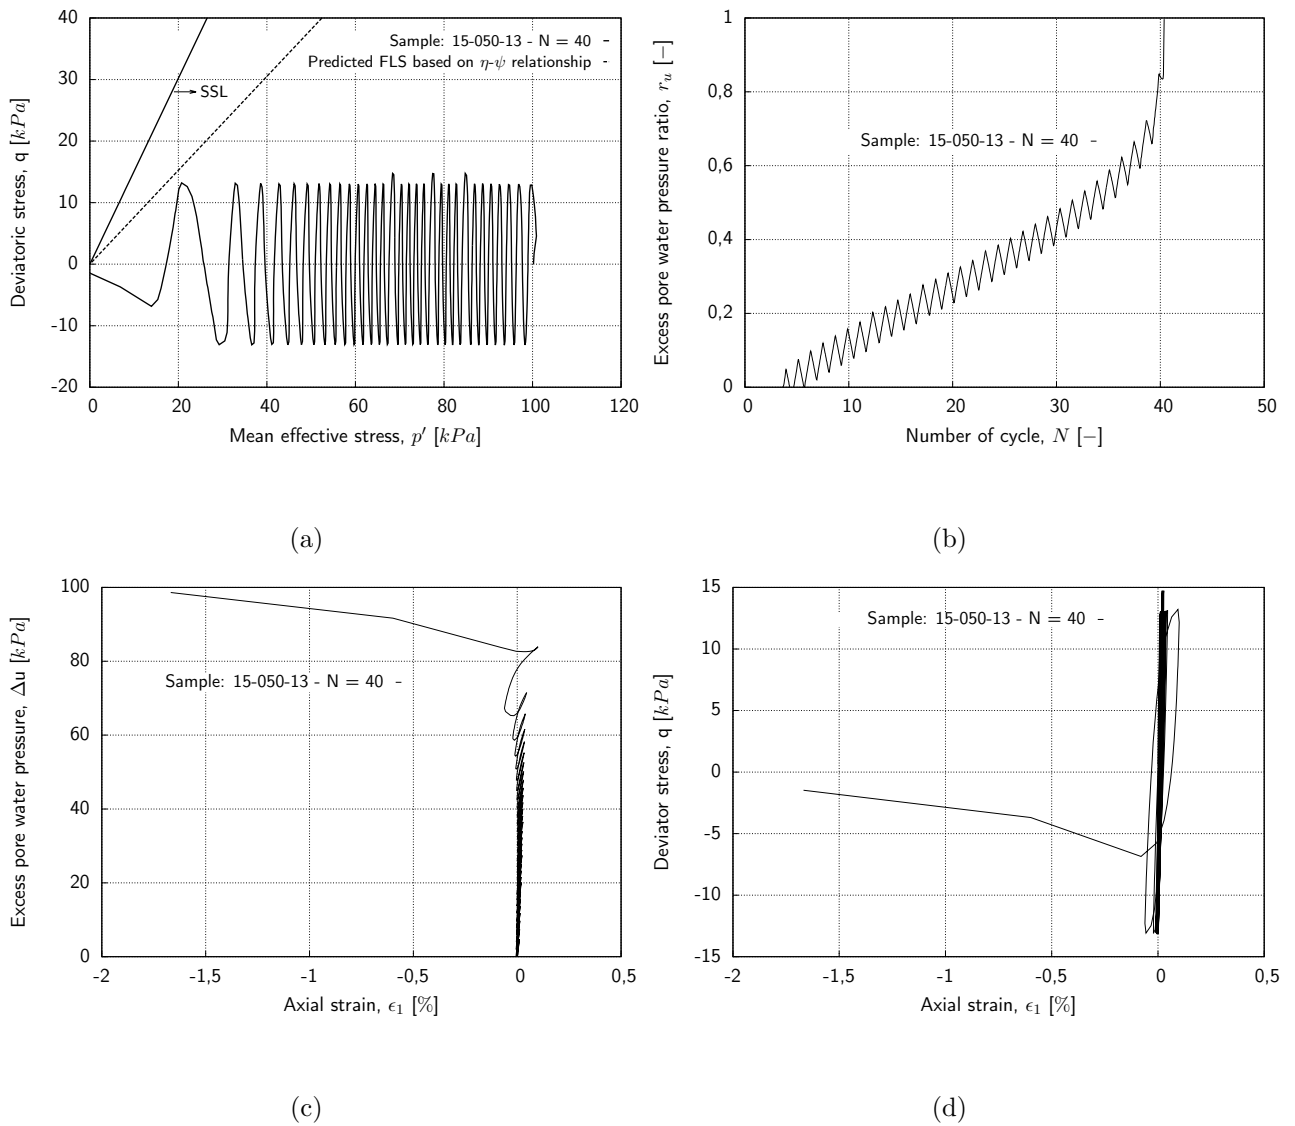 40
30
20
10
0
-10
-20
0 20 40 60 80 100 120
Deviatoric stress, q [kPa]
Mean effective stress, p′ [kPa]
Sample: 15-050-13 - N = 40
Predicted FLS based on η-ψ relationship
SSL
(a)
1
0,8
0,6
0,4
0,2
0
0 10 20 30 40 50
Excess pore water pressure ratio, r_u [−]
Number of cycle, N [−]
Sample: 15-050-13 - N = 40
(b)
100
80
60
40
20
0
-2 -1,5 -1 -0,5 0 0,5
Excess pore water pressure, Δu [kPa]
Axial strain, ϵ₁ [%]
Sample: 15-050-13 - N = 40
(c)
15
10
5
0
-5
-10
-15
-2 -1,5 -1 -0,5 0 0,5
Deviator stress, q [kPa]
Axial strain, ϵ₁ [%]
Sample: 15-050-13 - N = 40
(d)